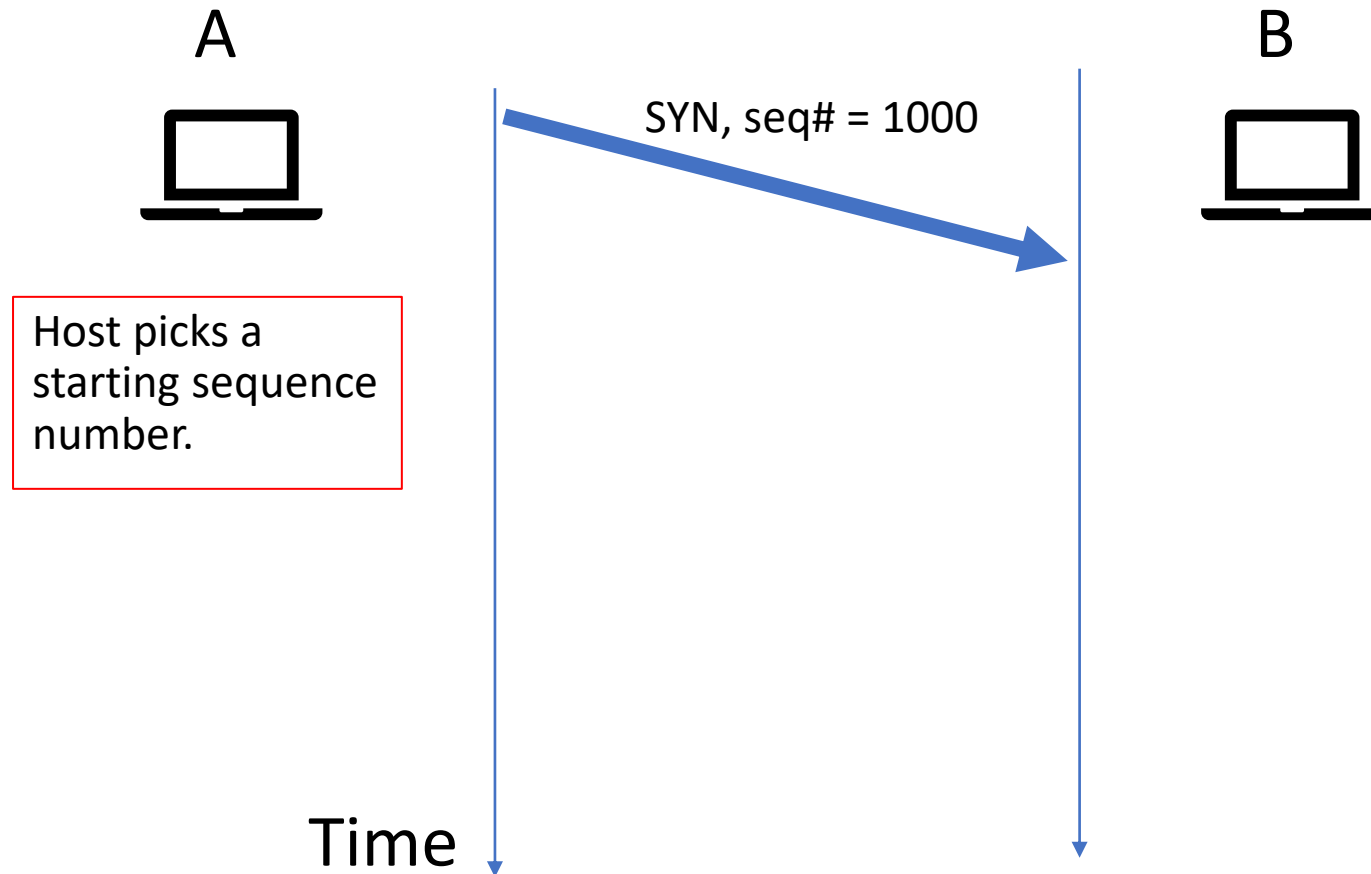 A
B
SYN, seq# = 1000
Host picks a
starting sequence
number.
Time